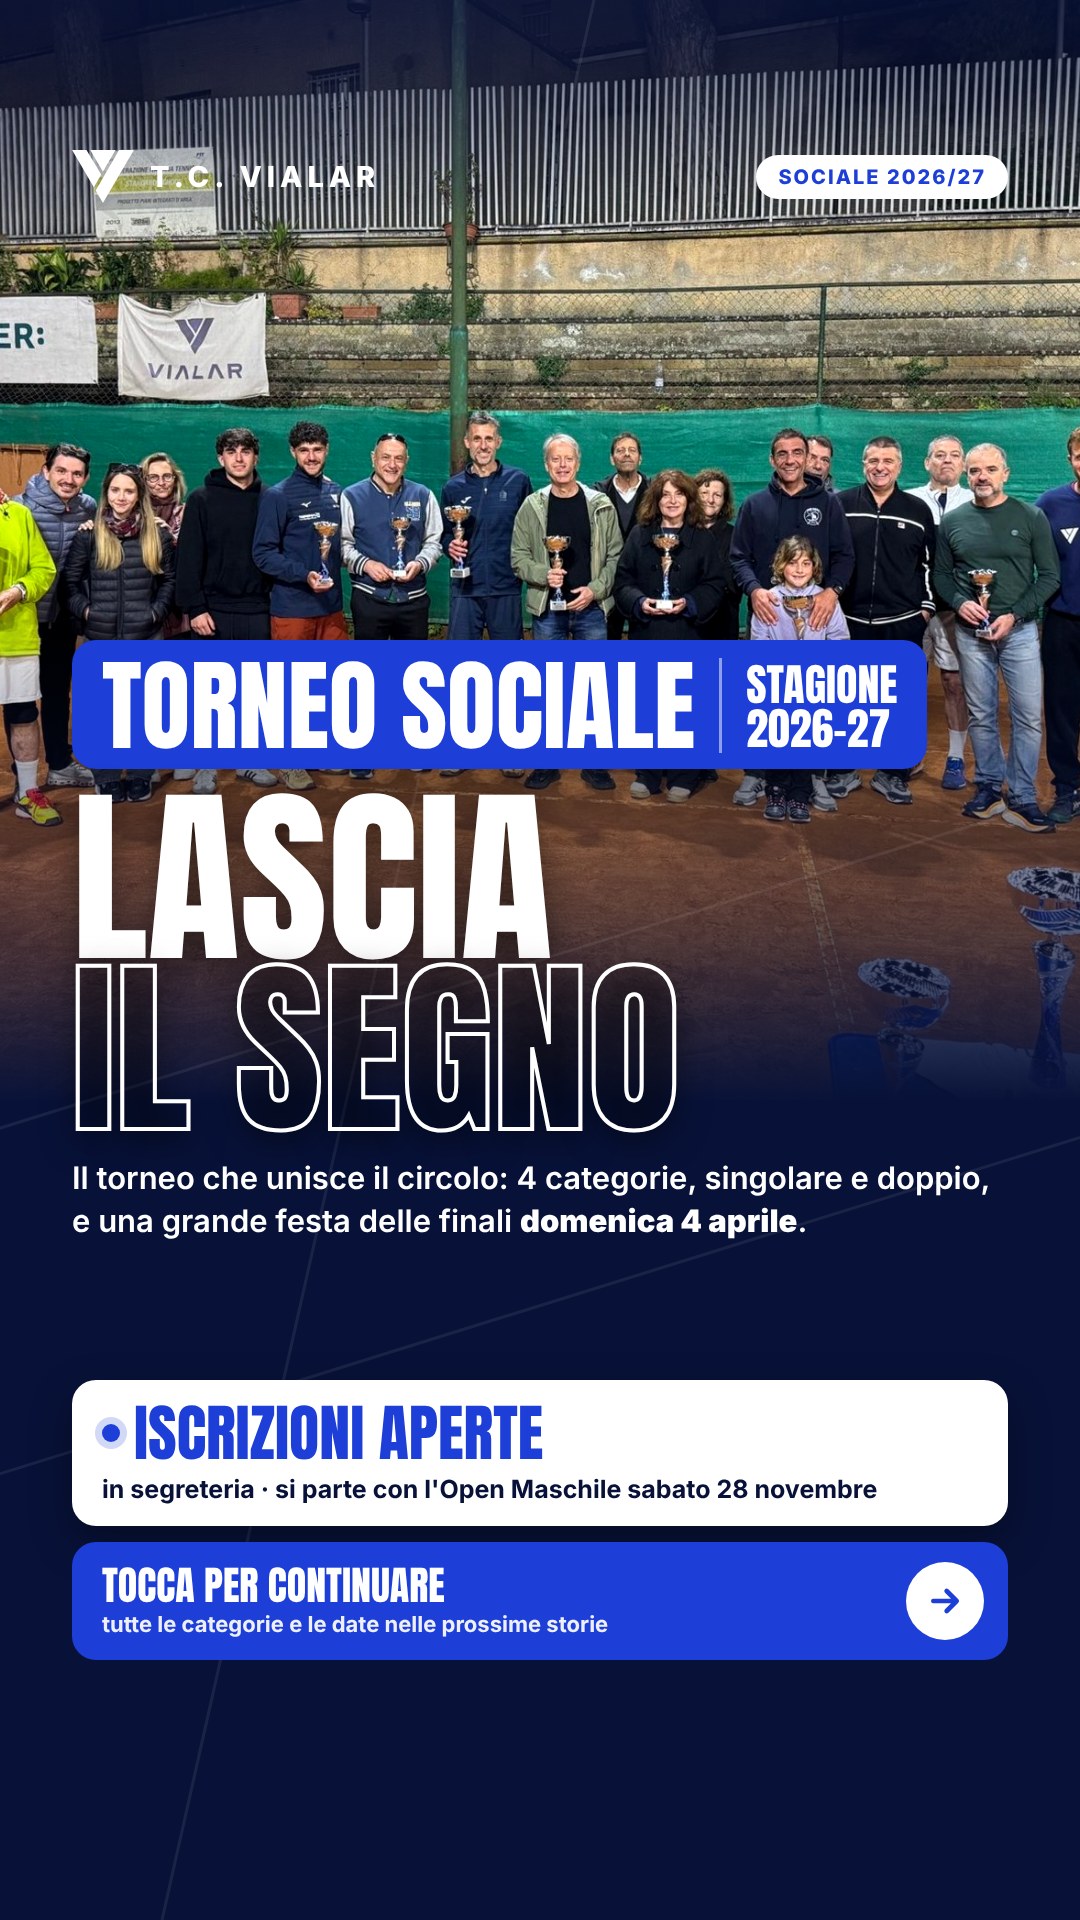 T.C. VIALAR
SOCIALE 2026/27
2013
ER:
VIALAR
TORNEO SOCIALE
STAGIONE
2026-27
LASCIA
IL SEGNO
Il torneo che unisce il circolo: 4 categorie, singolare e doppio,
e una grande festa delle finali domenica 4 aprile.
ISCRIZIONI APERTE
in segreteria · si parte con l'Open Maschile sabato 28 novembre
TOCCA PER CONTINUARE
tutte le categorie e le date nelle prossime storie